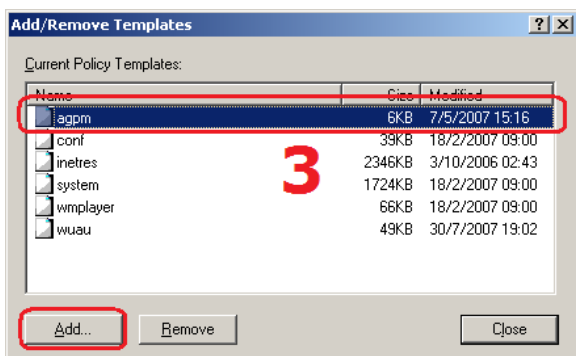 Add/Remove Templates ? X
Current Policy Templates:
Name Size Modified
agpm 6KB 7/5/2007 15:16
conf 39KB 18/2/2007 09:00
inetres 2346KB 3/10/2006 02:43
system 1724KB 18/2/2007 09:00
wmplayer 66KB 18/2/2007 09:00
wuau 49KB 30/7/2007 19:02
3
Add... Remove Close